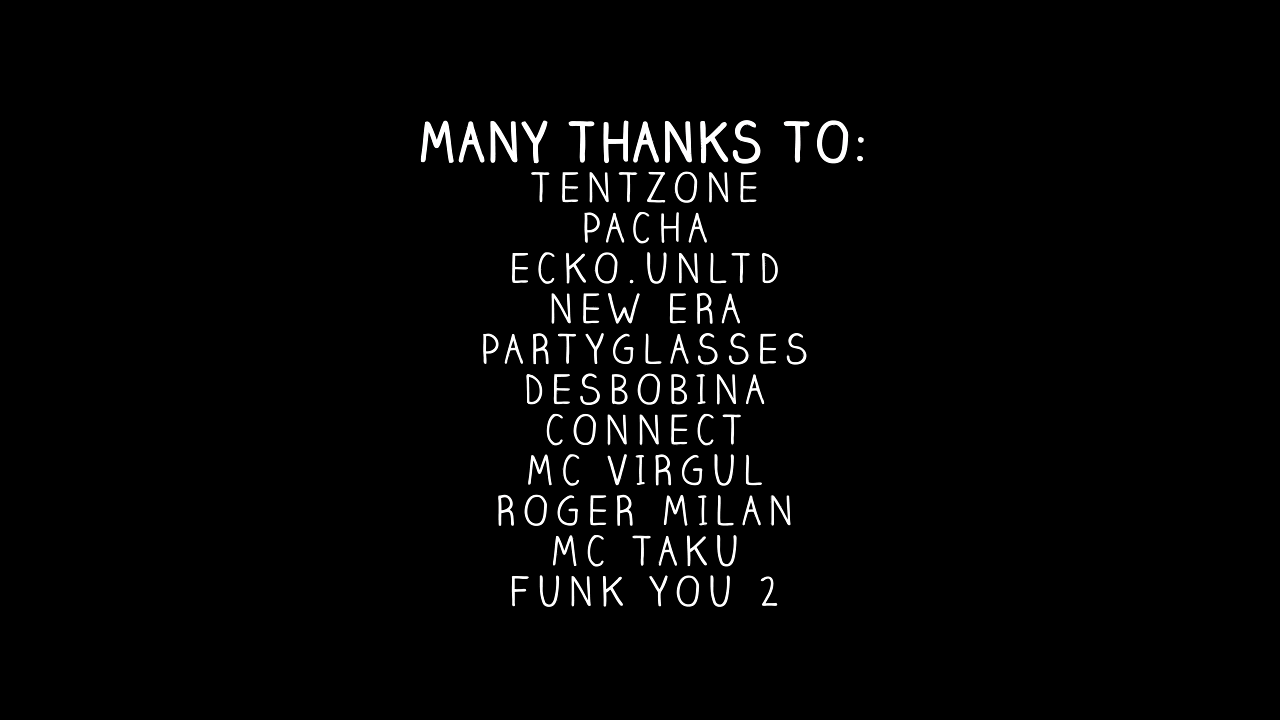 MANY THANKS TO:
TENTZONE
PACHA
ECKO.UNLTD
NEW ERA
PARTYGLASSES
DESBOBINA
CONNECT
MC VIRGUL
ROGER MILAN
MC TAKU
FUNK YOU 2